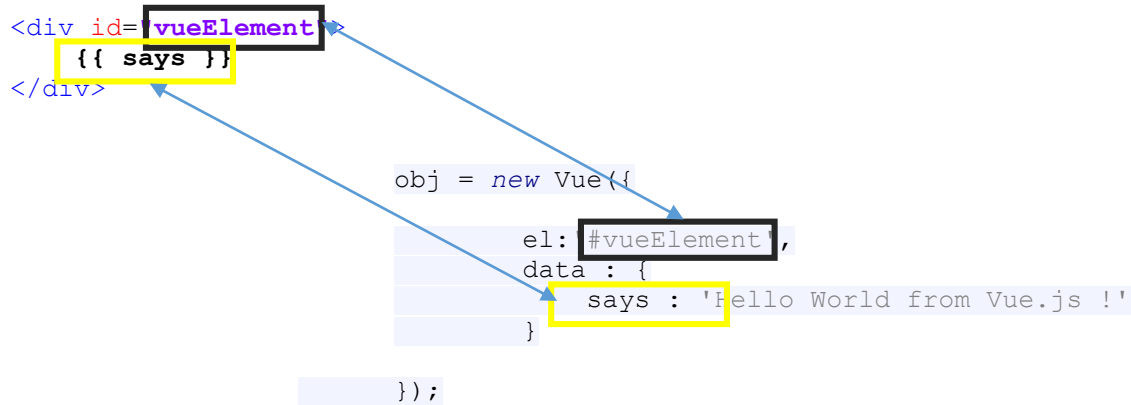 <div id="vueElement">
{{ says }}
</div>
obj = new Vue({
el:'#vueElement',
data : {
says : 'Hello World from Vue.js !'
}
});